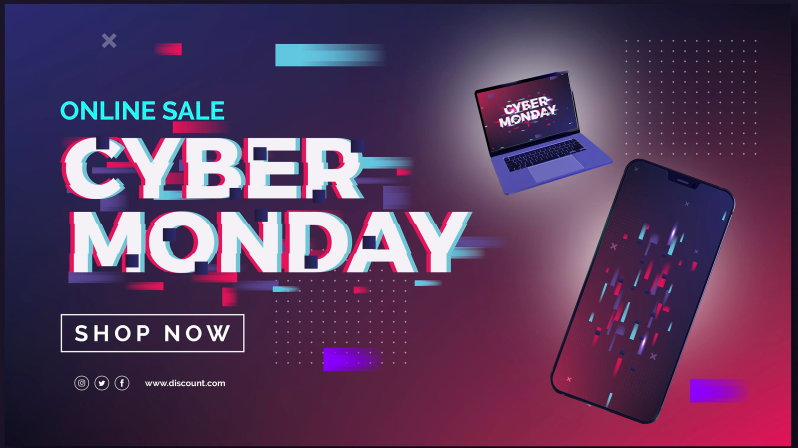 ONLINE SALE
CYBER
MONDAY
SHOP NOW
www.discount.com
CYBER
MONDAY